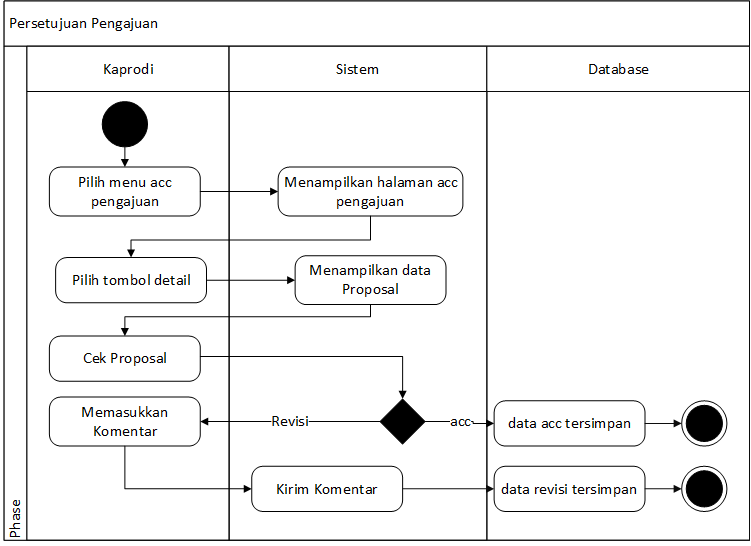 Persetujuan Pengajuan
Kaprodi
Sistem
Database
Pilih menu acc
pengajuan
Menampilkan halaman acc
pengajuan
Pilih tombol detail
Menampilkan data
Proposal
Cek Proposal
Memasukkan
Komentar
Revisi
acc
data acc tersimpan
Kirim Komentar
data revisi tersimpan
Phase